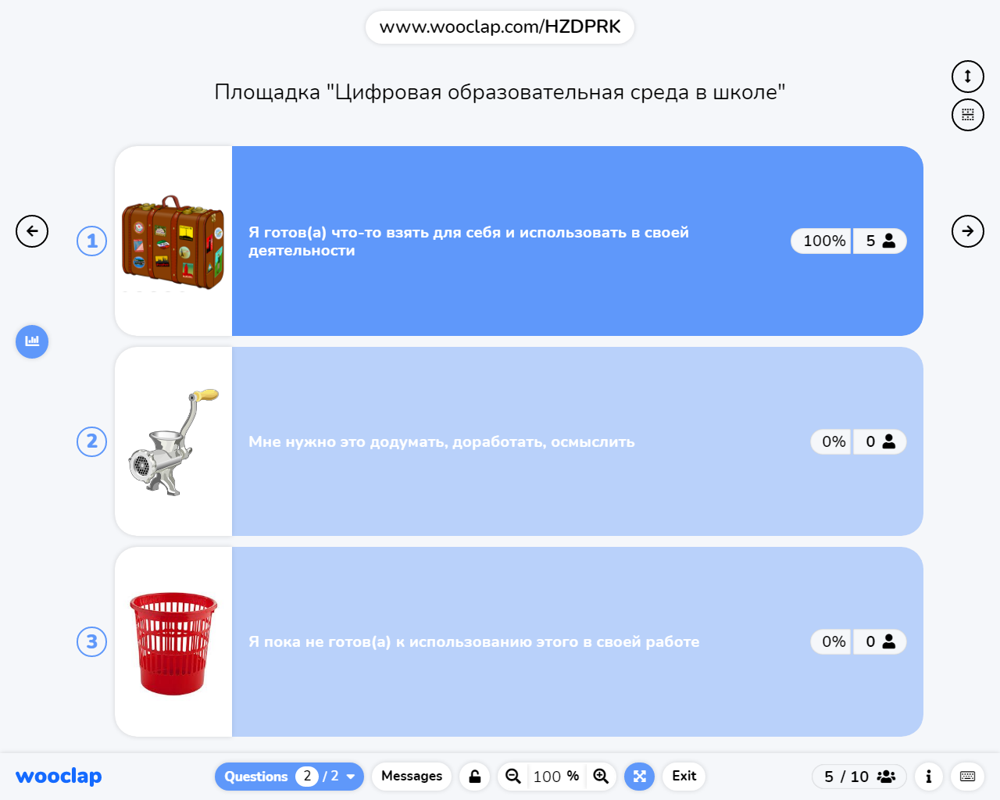 www.wooclap.com/HZDPRK
Площадка "Цифровая образовательная среда в школе"
1
Я готов(а) что-то взять для себя и использовать в своей
деятельности
100% 5
2
Мне нужно это додумать, доработать, осмыслить
0% 0
3
Я пока не готов(а) к использованию этого в своей работе
0% 0
wooclap Questions 2 / 2 Messages 100 % Exit 5 / 10